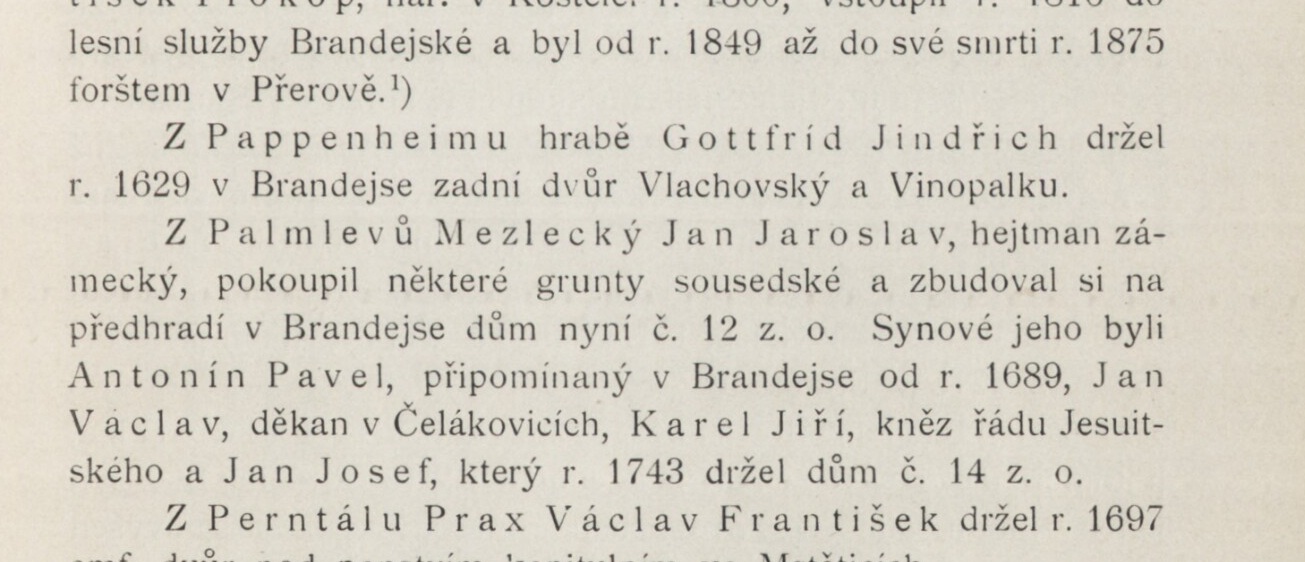 lesní služby Brandejské a byl od r. 1849 až do své smrti r. 1875
forštem v Přerově.¹)
Z Pappenheimu hrabě Gottfríd Jindřich držel
r. 1629 v Brandejse zadní dvůr Vlachovský a Vinopalku.
Z Palmlevů Mezlecký Jan Jaroslav, hejtman zá-
mecký, pokoupil některé grunty sousedské a zbudoval si na
předhradí v Brandejse dům nyní č. 12 z. o. Synové jeho byli
Antonín Pavel, připomínaný v Brandejse od r. 1689, Jan
Václav, děkan v Čelákovicích, Karel Jiří, kněz řádu Jesuit-
ského a Jan Josef, který r. 1743 držel dům č. 14 z. o.
Z Perntálu Prax Václav František držel r. 1697